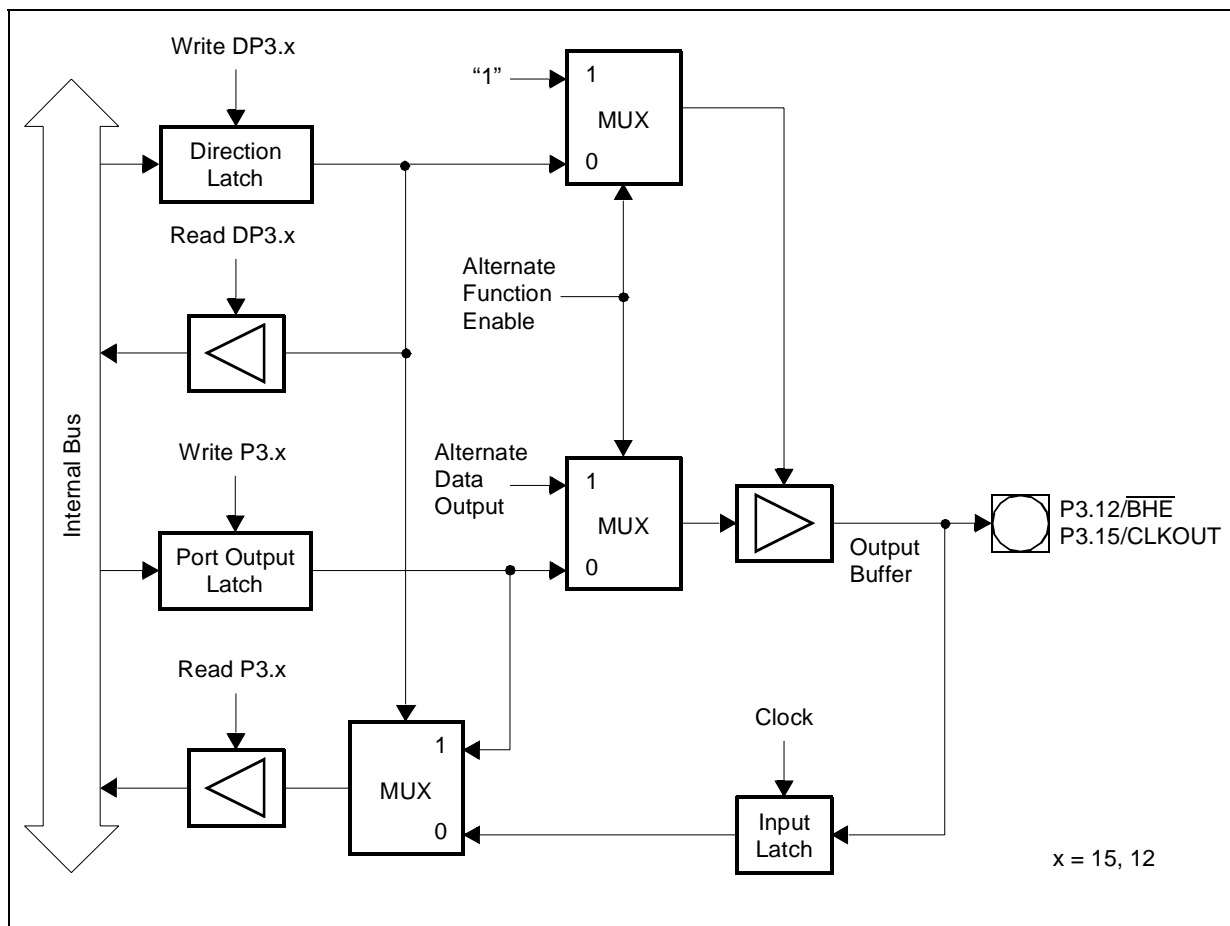 Write DP3.x
“1”
1
MUX
0
Direction
Latch
Read DP3.x
Alternate
Function
Enable
Internal Bus
Write P3.x
Alternate
Data
Output
1
MUX
0
P3.12/B̅H̅E̅
P3.15/CLKOUT
Output
Buffer
Port Output
Latch
Read P3.x
Clock
1
MUX
0
Input
Latch
x = 15, 12